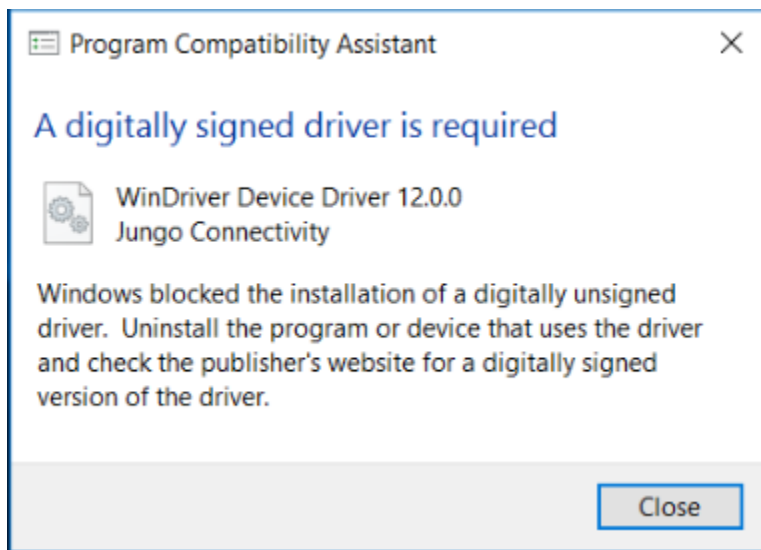 Program Compatibility Assistant
A digitally signed driver is required
WinDriver Device Driver 12.0.0
Jungo Connectivity
Windows blocked the installation of a digitally unsigned
driver.  Uninstall the program or device that uses the driver
and check the publisher's website for a digitally signed
version of the driver.
Close